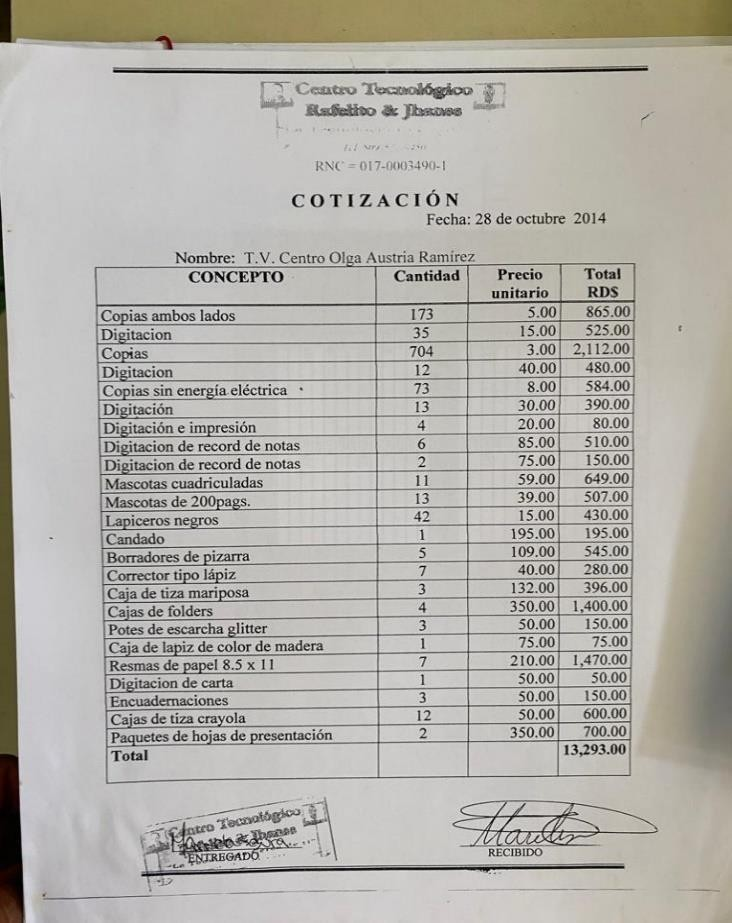 Centro Tecnológico
Rafelito & Jhanes
RNC = 017-0003490-1
COTIZACIÓN
Fecha: 28 de octubre 2014
Nombre: T.V. Centro Olga Austria Ramírez
CONCEPTO Cantidad Precio unitario Total RD$
Copias ambos lados 173 5.00 865.00
Digitacion 35 15.00 525.00
Copias 704 3.00 2,112.00
Digitacion 12 40.00 480.00
Copias sin energía eléctrica 73 8.00 584.00
Digitación 13 30.00 390.00
Digitación e impresión 4 20.00 80.00
Digitacion de record de notas 6 85.00 510.00
Digitacion de record de notas 2 75.00 150.00
Mascotas cuadriculadas 11 59.00 649.00
Mascotas de 200pags. 13 39.00 507.00
Lapiceros negros 42 15.00 430.00
Candado 1 195.00 195.00
Borradores de pizarra 5 109.00 545.00
Corrector tipo lápiz 7 40.00 280.00
Caja de tiza mariposa 3 132.00 396.00
Cajas de folders 4 350.00 1,400.00
Potes de escarcha glitter 3 50.00 150.00
Caja de lapiz de color de madera 1 75.00 75.00
Resmas de papel 8.5 x 11 7 210.00 1,470.00
Digitacion de carta 1 50.00 50.00
Encuadernaciones 3 50.00 150.00
Cajas de tiza crayola 12 50.00 600.00
Paquetes de hojas de presentación 2 350.00 700.00
Total 13,293.00
Centro Tecnológico
& Jhanes
ENTREGADO
RECIBIDO